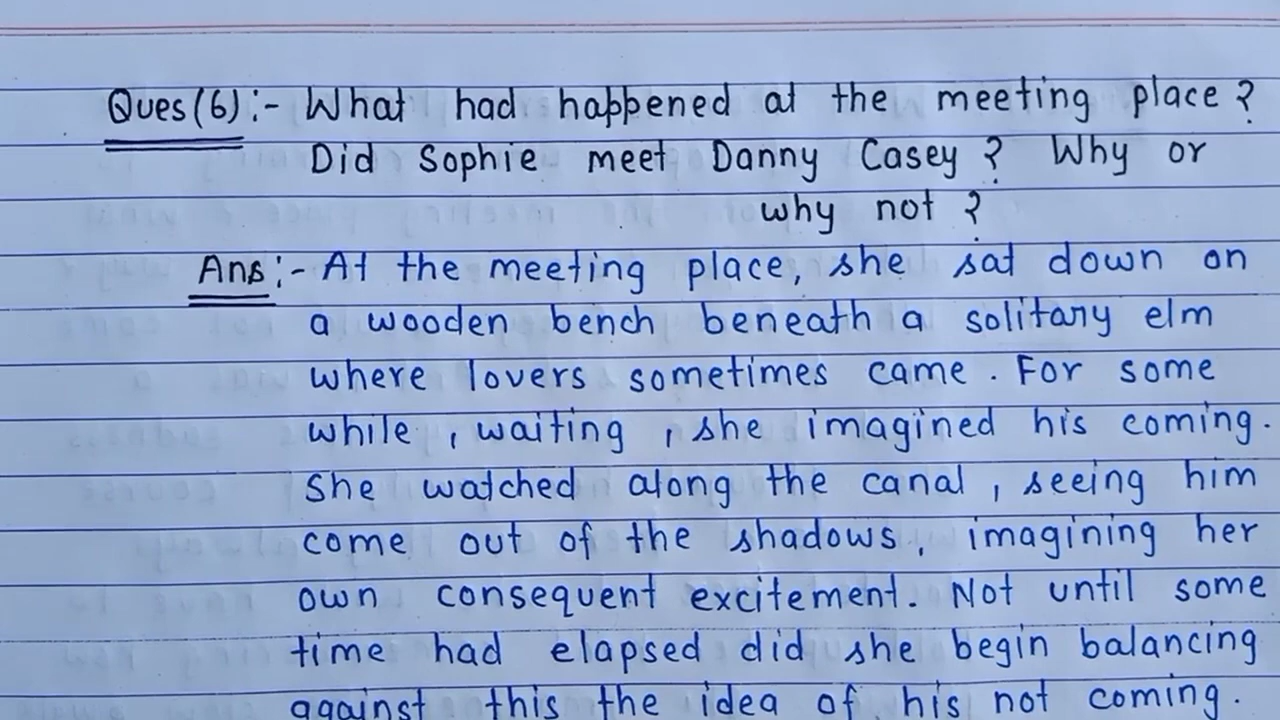 Ques(6):- What had happened at the meeting place?
Did Sophie meet Danny Casey? Why or
why not?
Ans:- At the meeting place, she sat down on
a wooden bench beneath a solitary elm
where lovers sometimes came. For some
while, waiting, she imagined his coming.
She watched along the canal, seeing him
come out of the shadows, imagining her
own consequent excitement. Not until some
time had elapsed did she begin balancing
against this the idea of his not coming.